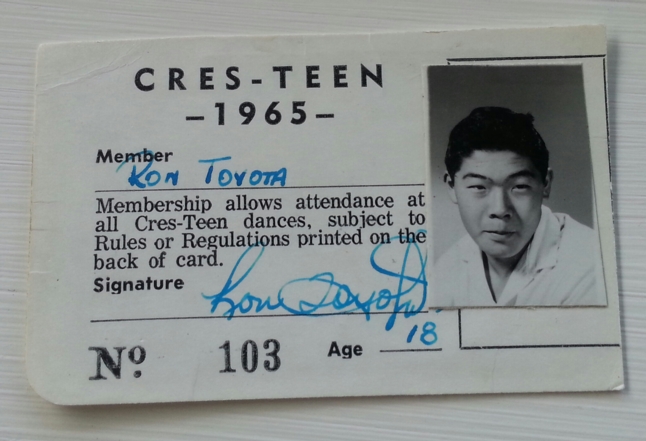 CRES-TEEN
-1965-
Member
RON TOYOTA
Membership allows attendance at
all Cres-Teen dances, subject to
Rules or Regulations printed on the
back of card.
Signature Ron Toyota
Nº 103 Age 18